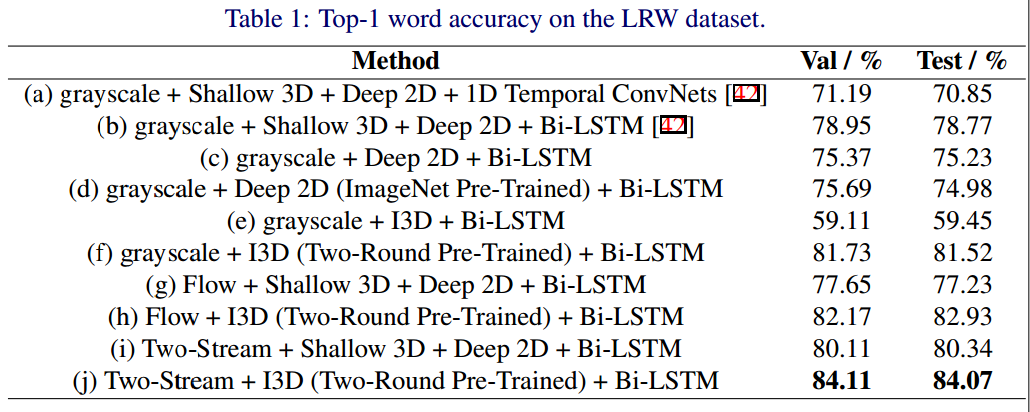 Table 1: Top-1 word accuracy on the LRW dataset.
Method Val / % Test / %
(a) grayscale + Shallow 3D + Deep 2D + 1D Temporal ConvNets [42] 71.19 70.85
(b) grayscale + Shallow 3D + Deep 2D + Bi-LSTM [42] 78.95 78.77
(c) grayscale + Deep 2D + Bi-LSTM 75.37 75.23
(d) grayscale + Deep 2D (ImageNet Pre-Trained) + Bi-LSTM 75.69 74.98
(e) grayscale + I3D + Bi-LSTM 59.11 59.45
(f) grayscale + I3D (Two-Round Pre-Trained) + Bi-LSTM 81.73 81.52
(g) Flow + Shallow 3D + Deep 2D + Bi-LSTM 77.65 77.23
(h) Flow + I3D (Two-Round Pre-Trained) + Bi-LSTM 82.17 82.93
(i) Two-Stream + Shallow 3D + Deep 2D + Bi-LSTM 80.11 80.34
(j) Two-Stream + I3D (Two-Round Pre-Trained) + Bi-LSTM 84.11 84.07